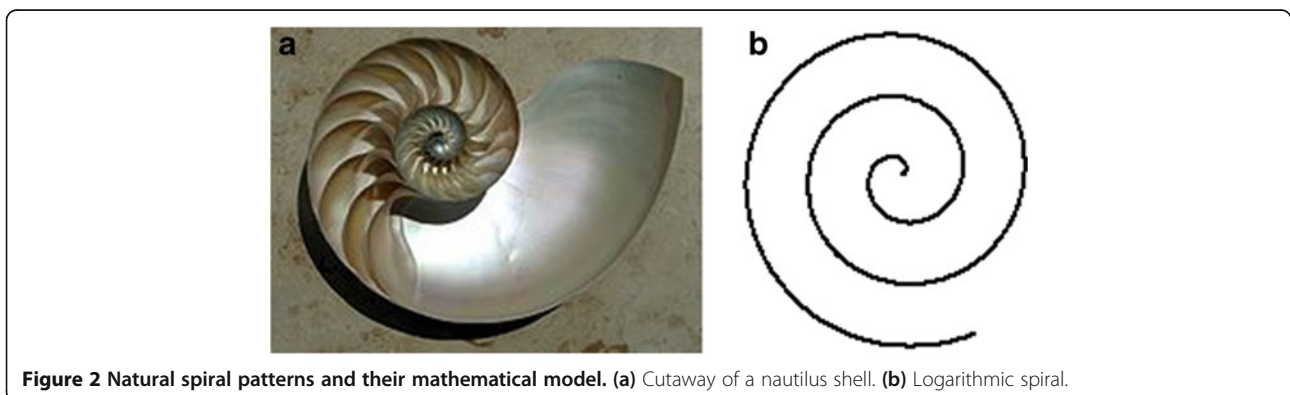 a
b
Figure 2 Natural spiral patterns and their mathematical model. (a) Cutaway of a nautilus shell. (b) Logarithmic spiral.